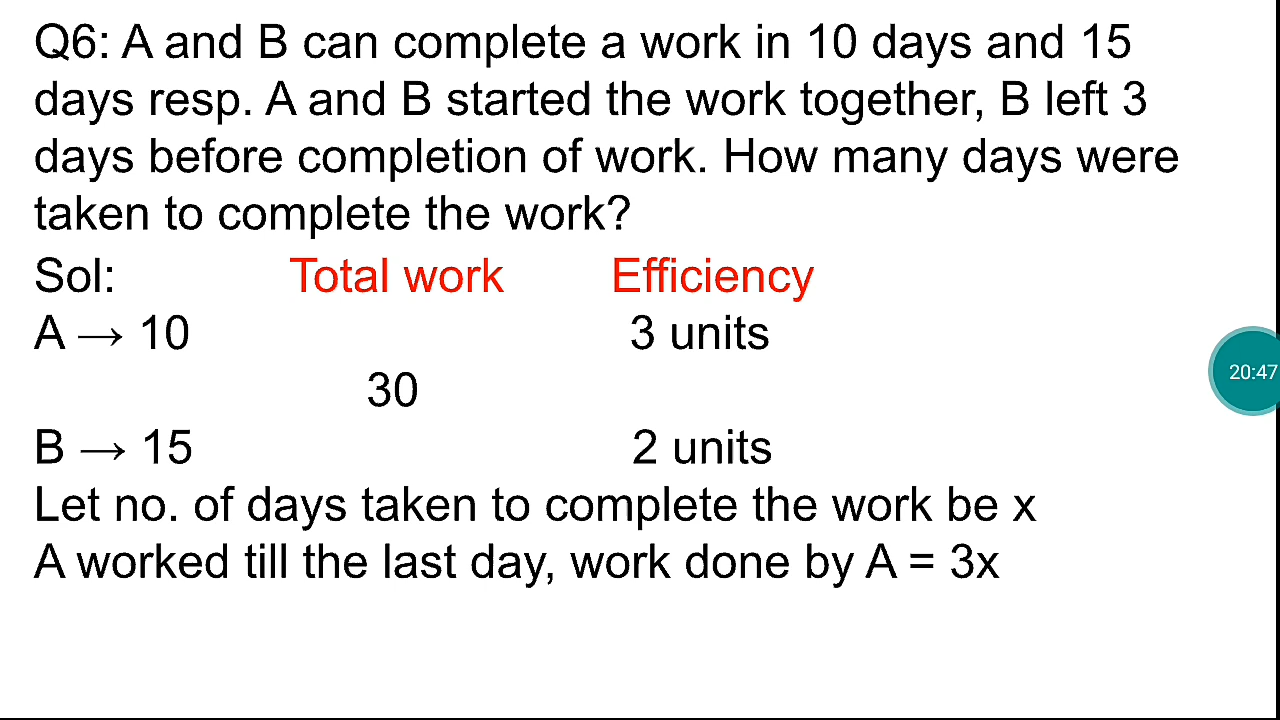 Q6: A and B can complete a work in 10 days and 15
days resp. A and B started the work together, B left 3
days before completion of work. How many days were
taken to complete the work?
Sol: Total work Efficiency
A → 10 3 units
30
20:47
B → 15 2 units
Let no. of days taken to complete the work be x
A worked till the last day, work done by A = 3x